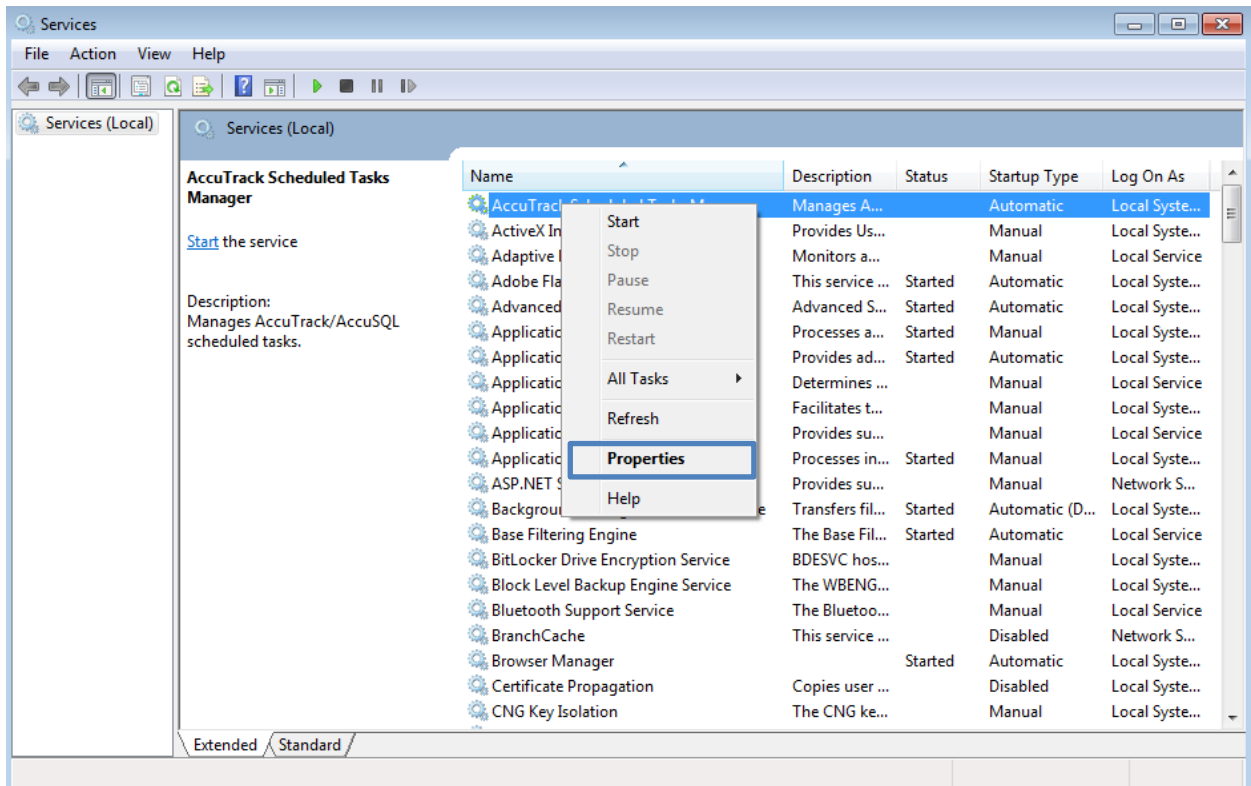 Services
File Action View Help
Services (Local)
Services (Local)
AccuTrack Scheduled Tasks
Manager
Start the service
Description:
Manages AccuTrack/AccuSQL
scheduled tasks.
Name Description Status Startup Type Log On As
AccuTrack Manages A... Automatic Local Syste...
ActiveX In Provides Us... Manual Local Syste...
Adaptive Monitors a... Manual Local Service
Adobe Fla This service ... Started Automatic Local Syste...
Advanced Advanced S... Started Automatic Local Syste...
Applicatio Processes a... Started Manual Local Syste...
Applicatio Provides ad... Started Automatic Local Syste...
Applicatio Determines ... Manual Local Service
Applicatio Facilitates t... Manual Local Syste...
Applicatio Provides su... Manual Local Service
Applicatio Processes in... Started Manual Local Syste...
ASP.NET S Provides su... Manual Network S...
Backgroun e Transfers fil... Started Automatic (D... Local Syste...
Base Filtering Engine The Base Fil... Started Automatic Local Service
BitLocker Drive Encryption Service BDESVC hos... Manual Local Syste...
Block Level Backup Engine Service The WBENG... Manual Local Syste...
Bluetooth Support Service The Bluetoo... Manual Local Service
BranchCache This service ... Disabled Network S...
Browser Manager Started Automatic Local Syste...
Certificate Propagation Copies user ... Disabled Local Syste...
CNG Key Isolation The CNG ke... Manual Local Syste...
Start
Stop
Pause
Resume
Restart
All Tasks
Refresh
Properties
Help
Extended Standard